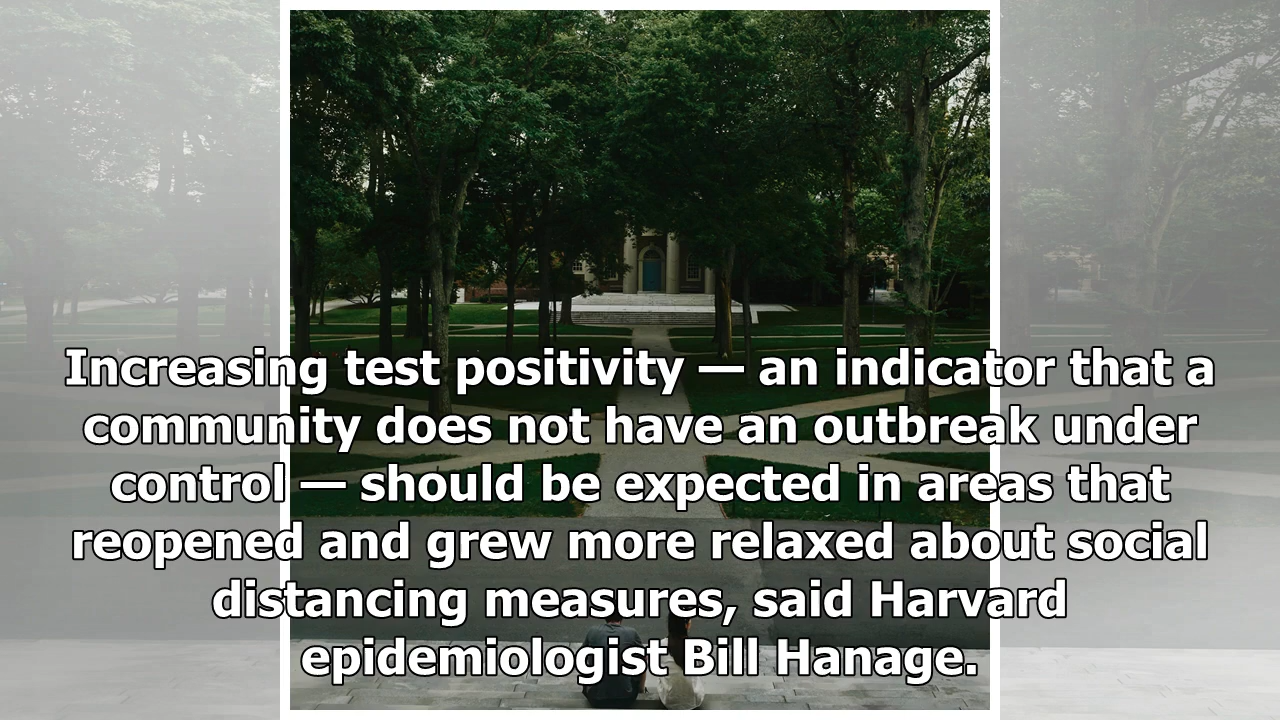 Increasing test positivity — an indicator that a
community does not have an outbreak under
control — should be expected in areas that
reopened and grew more relaxed about social
distancing measures, said Harvard
epidemiologist Bill Hanage.